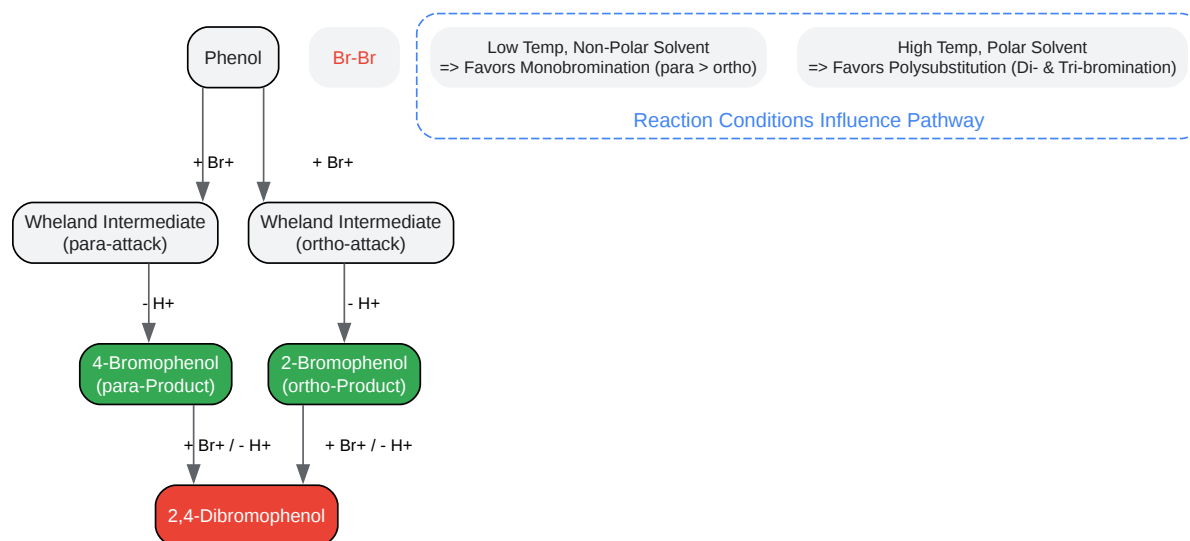 Phenol
Br-Br
Low Temp, Non-Polar Solvent
=> Favors Monobromination (para > ortho)
High Temp, Polar Solvent
=> Favors Polysubstitution (Di- & Tri-bromination)
Reaction Conditions Influence Pathway
+ Br+
+ Br+
Wheland Intermediate
(para-attack)
Wheland Intermediate
(ortho-attack)
- H+
- H+
4-Bromophenol
(para-Product)
2-Bromophenol
(ortho-Product)
+ Br+ / - H+
+ Br+ / - H+
2,4-Dibromophenol